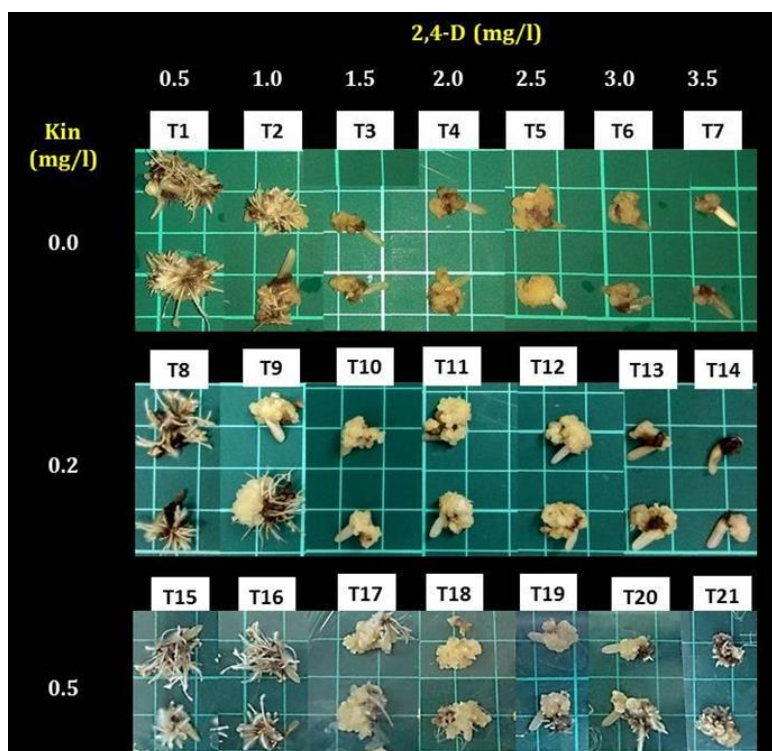 2,4-D (mg/l)
0.5 1.0 1.5 2.0 2.5 3.0 3.5
Kin
(mg/l)
T1 T2 T3 T4 T5 T6 T7
0.0
T8 T9 T10 T11 T12 T13 T14
0.2
T15 T16 T17 T18 T19 T20 T21
0.5